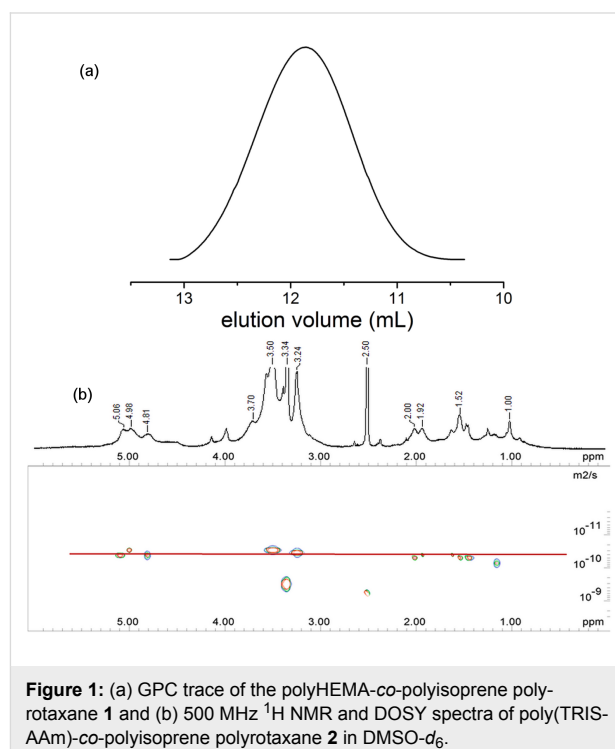 (a)
13 12 11 10
elution volume (mL)
(b)
5.06 4.98 4.81 3.70 3.50 3.34 3.24 2.50 2.00 1.92 1.52 1.00
5.00 4.00 3.00 2.00 1.00 ppm
m2/s
10-11
10-10
10-9
5.00 4.00 3.00 2.00 1.00 ppm
Figure 1: (a) GPC trace of the polyHEMA-co-polyisoprene poly-
rotaxane 1 and (b) 500 MHz 1H NMR and DOSY spectra of poly(TRIS-
AAm)-co-polyisoprene polyrotaxane 2 in DMSO-d6.